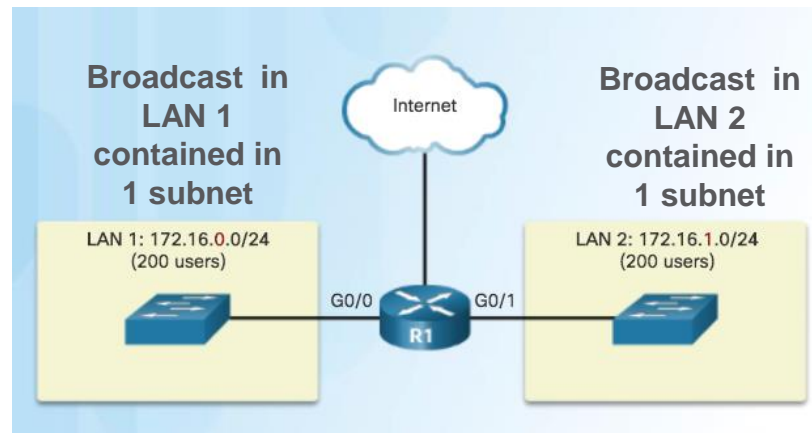 Broadcast in
LAN 1
contained in
1 subnet
Internet
Broadcast in
LAN 2
contained in
1 subnet
LAN 1: 172.16.0.0/24
(200 users)
LAN 2: 172.16.1.0/24
(200 users)
G0/0
G0/1
R1